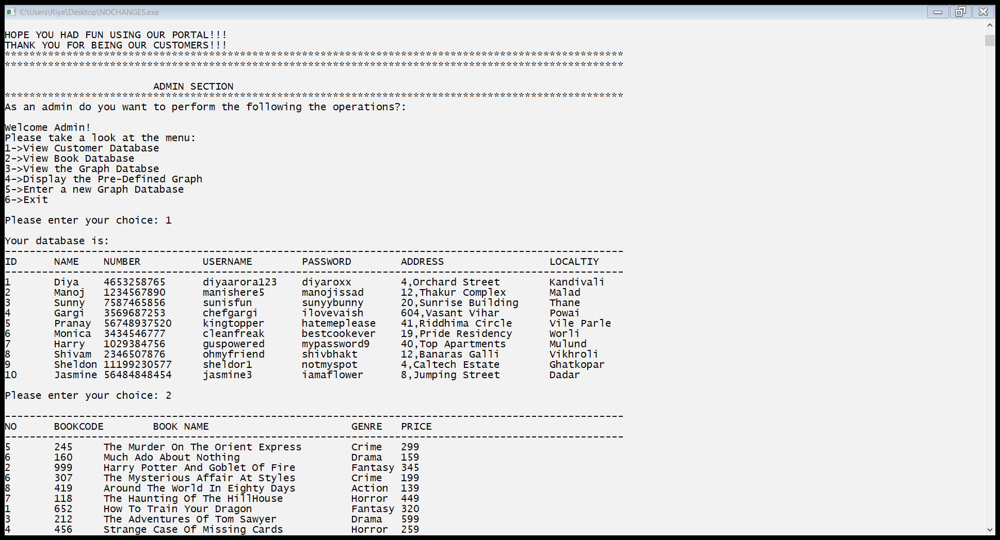 C:\Users\Riya\Desktop\NOCHANGES.exe
HOPE YOU HAD FUN USING OUR PORTAL!!!
THANK YOU FOR BEING OUR CUSTOMERS!!!
****************************************************************************************************
****************************************************************************************************
ADMIN SECTION
****************************************************************************************************
As an admin do you want to perform the following the operations?:
Welcome Admin!
Please take a look at the menu:
1->View Customer Database
2->View Book Database
3->View the Graph Databse
4->Display the Pre-Defined Graph
5->Enter a new Graph Database
6->Exit
Please enter your choice: 1
Your database is:
----------------------------------------------------------------------------------------------------
ID NAME NUMBER USERNAME PASSWORD ADDRESS LOCALTIY
----------------------------------------------------------------------------------------------------
1 Diya 4653258765 diyaarora123 diyaroxx 4,Orchard Street Kandivali
2 Manoj 1234567890 manishere5 manojissad 12,Thakur Complex Malad
3 Sunny 7587465856 sunisfun sunyybunny 20,Sunrise Building Thane
4 Gargi 3569687253 chefgargi ilovevaish 604,Vasant Vihar Powai
5 Pranay 56748937520 kingtopper hatemeplease 41,Riddhima Circle Vile Parle
6 Monica 3434546777 cleanfreak bestcookever 19,Pride Residency Worli
7 Harry 1029384756 guspowered mypassword9 40,Top Apartments Mulund
8 Shivam 2346507876 ohmyfriend shivbhakt 12,Banaras Galli Vikhroli
9 Sheldon 11199230577 sheldor1 notmyspot 4,Caltech Estate Ghatkopar
10 Jasmine 56484848454 jasmine3 iamaflower 8,Jumping Street Dadar
Please enter your choice: 2
----------------------------------------------------------------------------------------------------
NO BOOKCODE BOOK NAME GENRE PRICE
----------------------------------------------------------------------------------------------------
5 245 The Murder On The Orient Express Crime 299
6 160 Much Ado About Nothing Drama 159
2 999 Harry Potter And Goblet Of Fire Fantasy 345
6 307 The Mysterious Affair At Styles Crime 199
8 419 Around The World In Eighty Days Action 139
7 118 The Haunting Of The HillHouse Horror 449
1 652 How To Train Your Dragon Fantasy 320
3 212 The Adventures Of Tom Sawyer Drama 599
4 456 Strange Case Of Missing Cards Horror 259